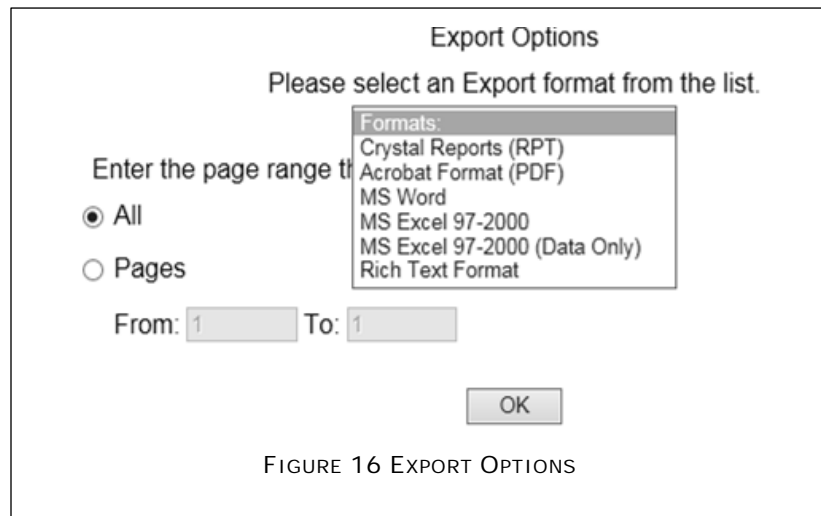 Export Options
Please select an Export format from the list.
Formats:
Crystal Reports (RPT)
Enter the page range
Acrobat Format (PDF)
MS Word
All
MS Excel 97-2000
MS Excel 97-2000 (Data Only)
Pages
Rich Text Format
From: 1 To: 1
OK
FIGURE 16 EXPORT OPTIONS